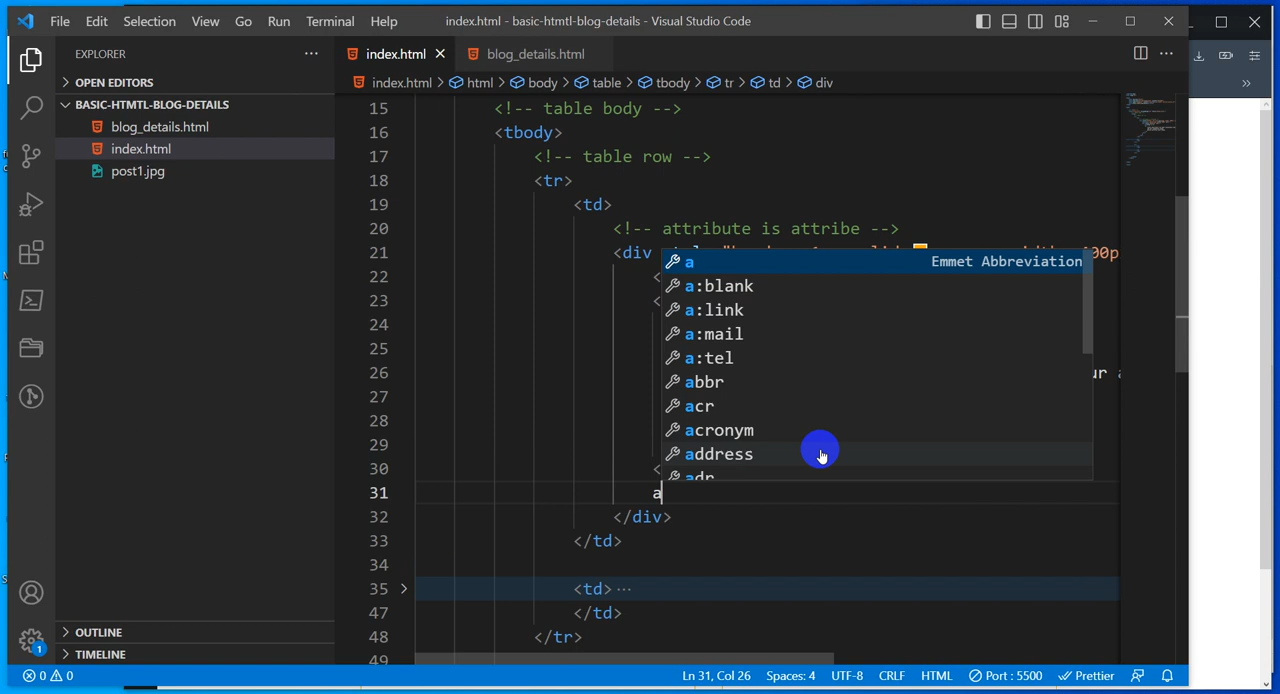 File Edit Selection View Go Run Terminal Help index.html - basic-htmtl-blog-details - Visual Studio Code
EXPLORER
OPEN EDITORS
BASIC-HTMTL-BLOG-DETAILS
blog_details.html
index.html
post1.jpg
OUTLINE
TIMELINE
index.html blog_details.html
index.html > html > body > table > tbody > tr > td > div
15 <!-- table body -->
16 <tbody>
17 <!-- table row -->
18 <tr>
19 <td>
20 <!-- attribute is attribe -->
21 <div
22 <
23 <
24
25
26 ur a
27
28
29
30 <
31 a
32 </div>
33 </td>
34
35 <td> ...
47 </td>
48 </tr>
49
a Emmet Abbreviation
a:blank
a:link
a:mail
a:tel
abbr
acr
acronym
address
adr
1
0 0 Ln 31, Col 26 Spaces: 4 UTF-8 CRLF HTML Port : 5500 Prettier